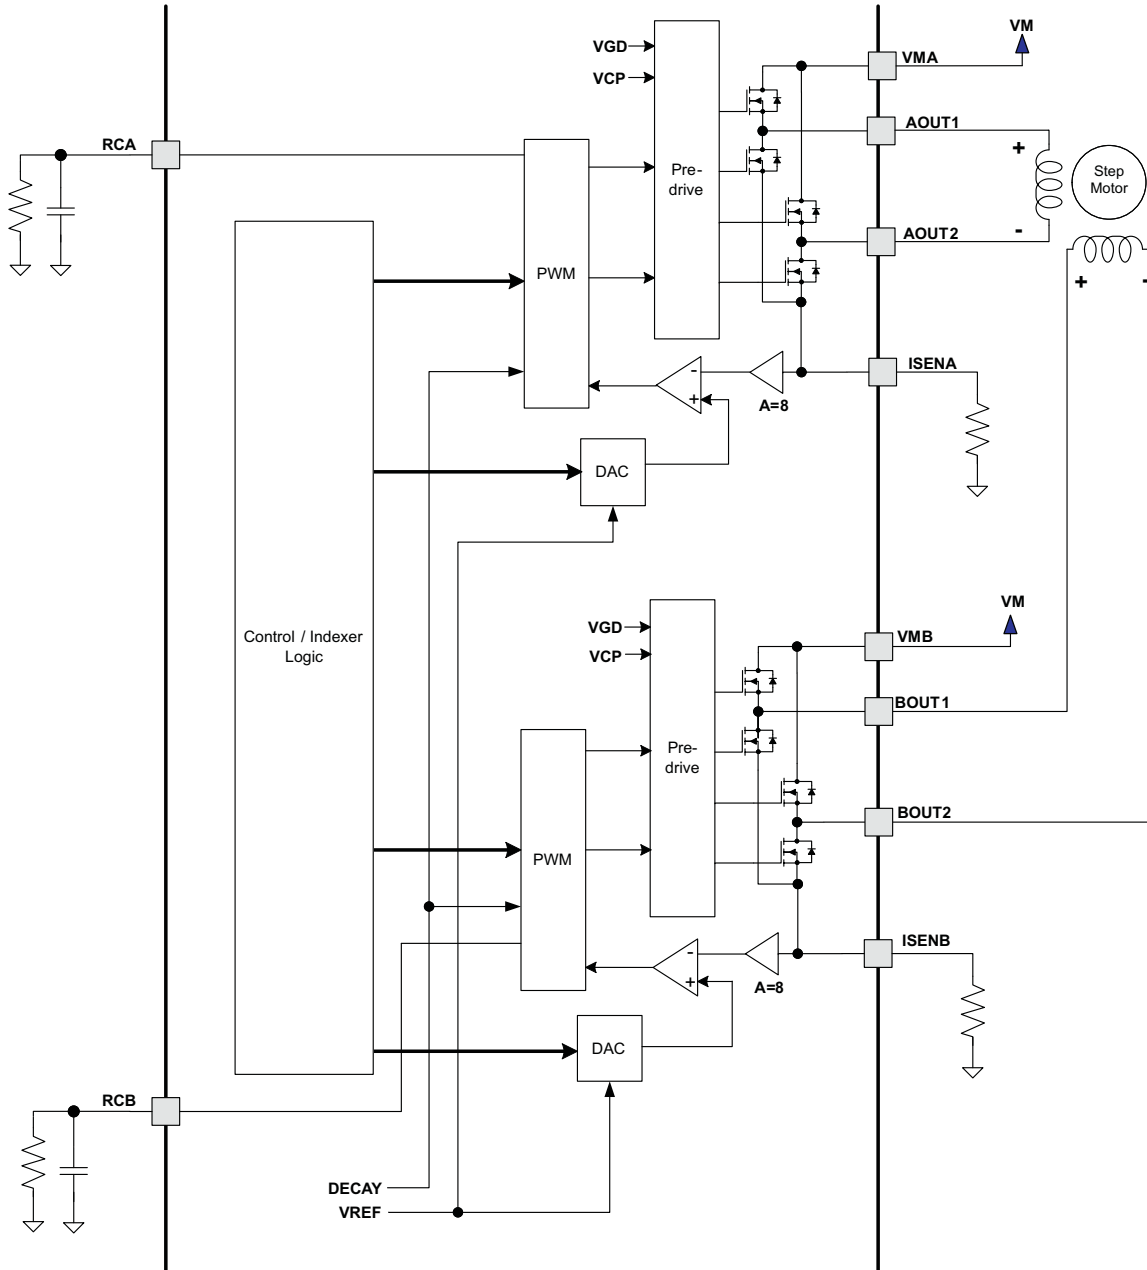 VM
VGD
VMA
VCP
AOUT1
RCA
+
Pre-
drive
Step
Motor
AOUT2
-
PWM
+
-
ISENA
-
+
A=8
DAC
VM
VGD
Control / Indexer
Logic
VMB
VCP
BOUT1
Pre-
drive
BOUT2
PWM
ISENB
-
+
A=8
DAC
RCB
DECAY
VREF